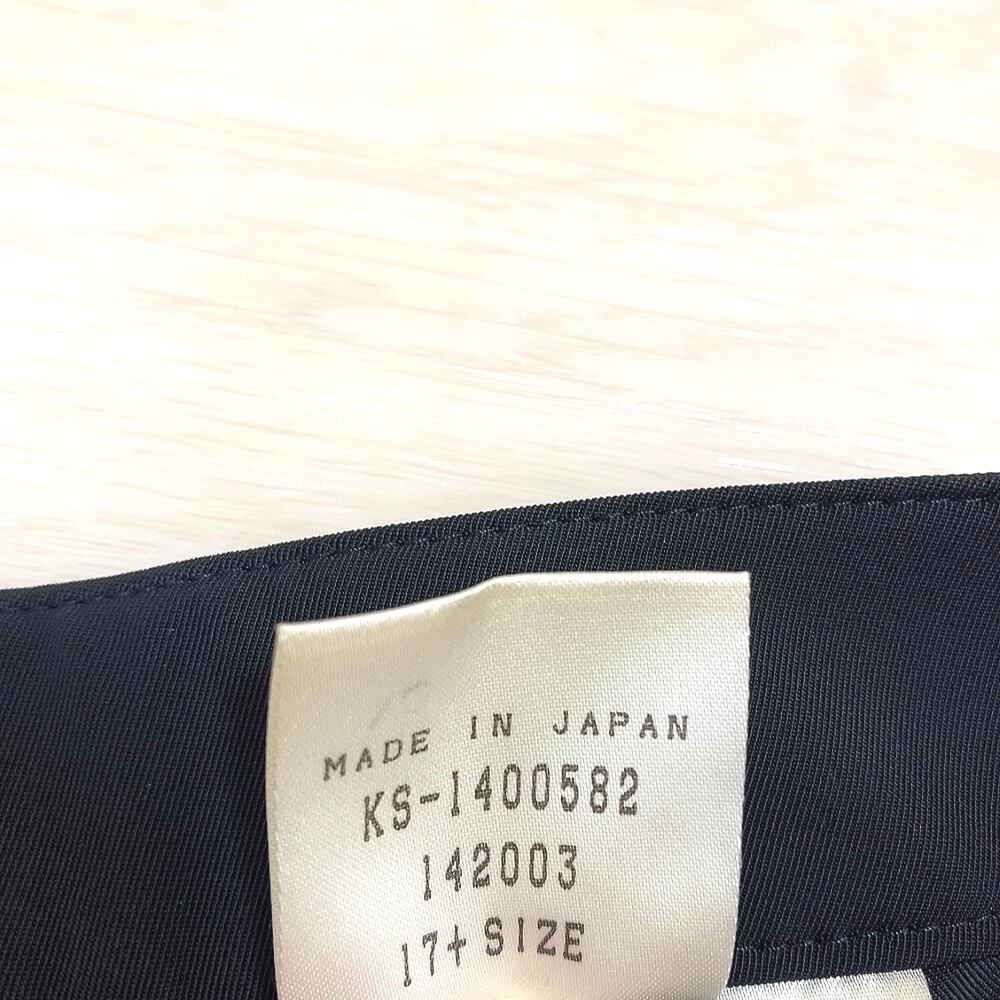 MADE IN JAPAN
KS-1400582
142003
17+SIZE